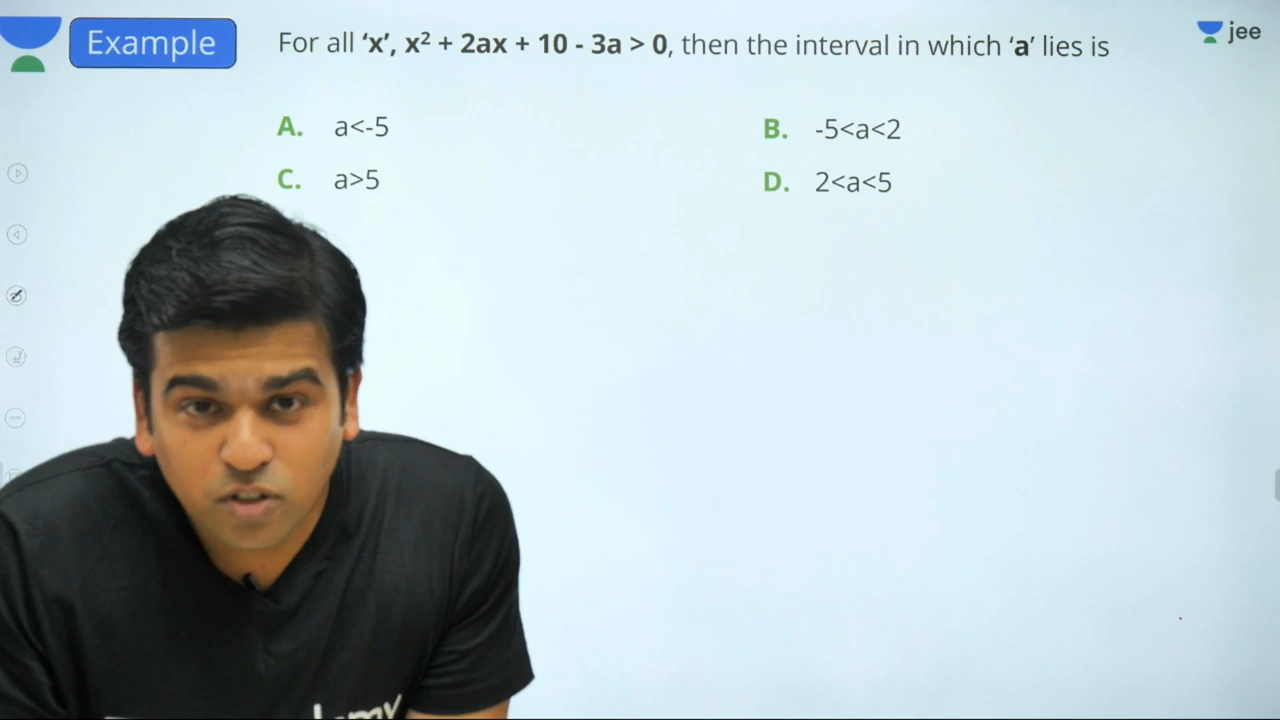 Example
For all ‘x’, x² + 2ax + 10 - 3a > 0, then the interval in which ‘a’ lies is
jee
A. a<-5
B. -5<a<2
C. a>5
D. 2<a<5